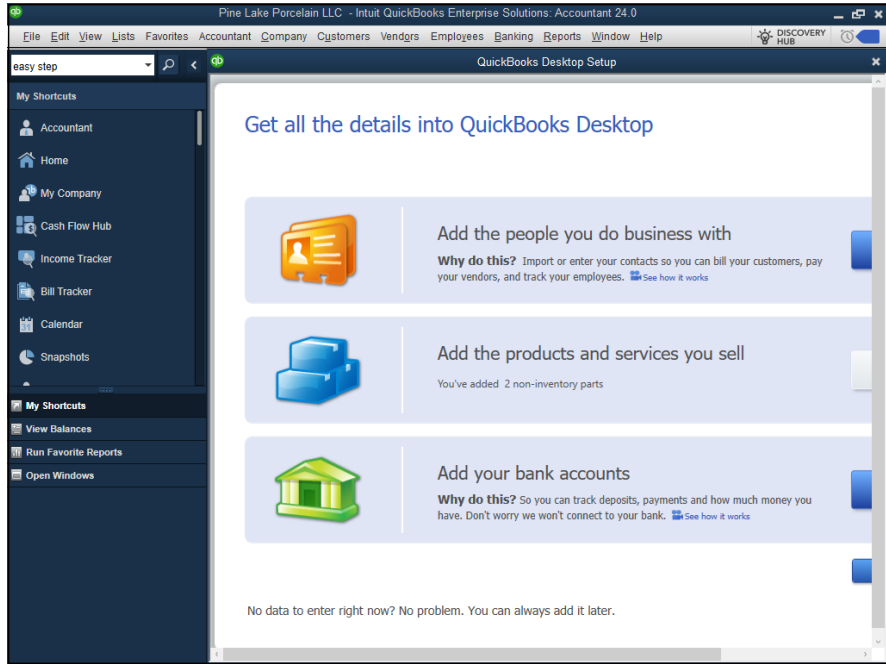 Pine Lake Porcelain LLC - Intuit QuickBooks Enterprise Solutions: Accountant 24.0
File Edit View Lists Favorites Accountant Company Customers Vendors Employees Banking Reports Window Help
DISCOVERY HUB
easy step
QuickBooks Desktop Setup
My Shortcuts
Accountant
Home
My Company
Cash Flow Hub
Income Tracker
Bill Tracker
Calendar
Snapshots
My Shortcuts
View Balances
Run Favorite Reports
Open Windows
Get all the details into QuickBooks Desktop
Add the people you do business with
Why do this? Import or enter your contacts so you can bill your customers, pay
your vendors, and track your employees. See how it works
Add the products and services you sell
You've added 2 non-inventory parts
Add your bank accounts
Why do this? So you can track deposits, payments and how much money you
have. Don't worry we won't connect to your bank. See how it works
No data to enter right now? No problem. You can always add it later.